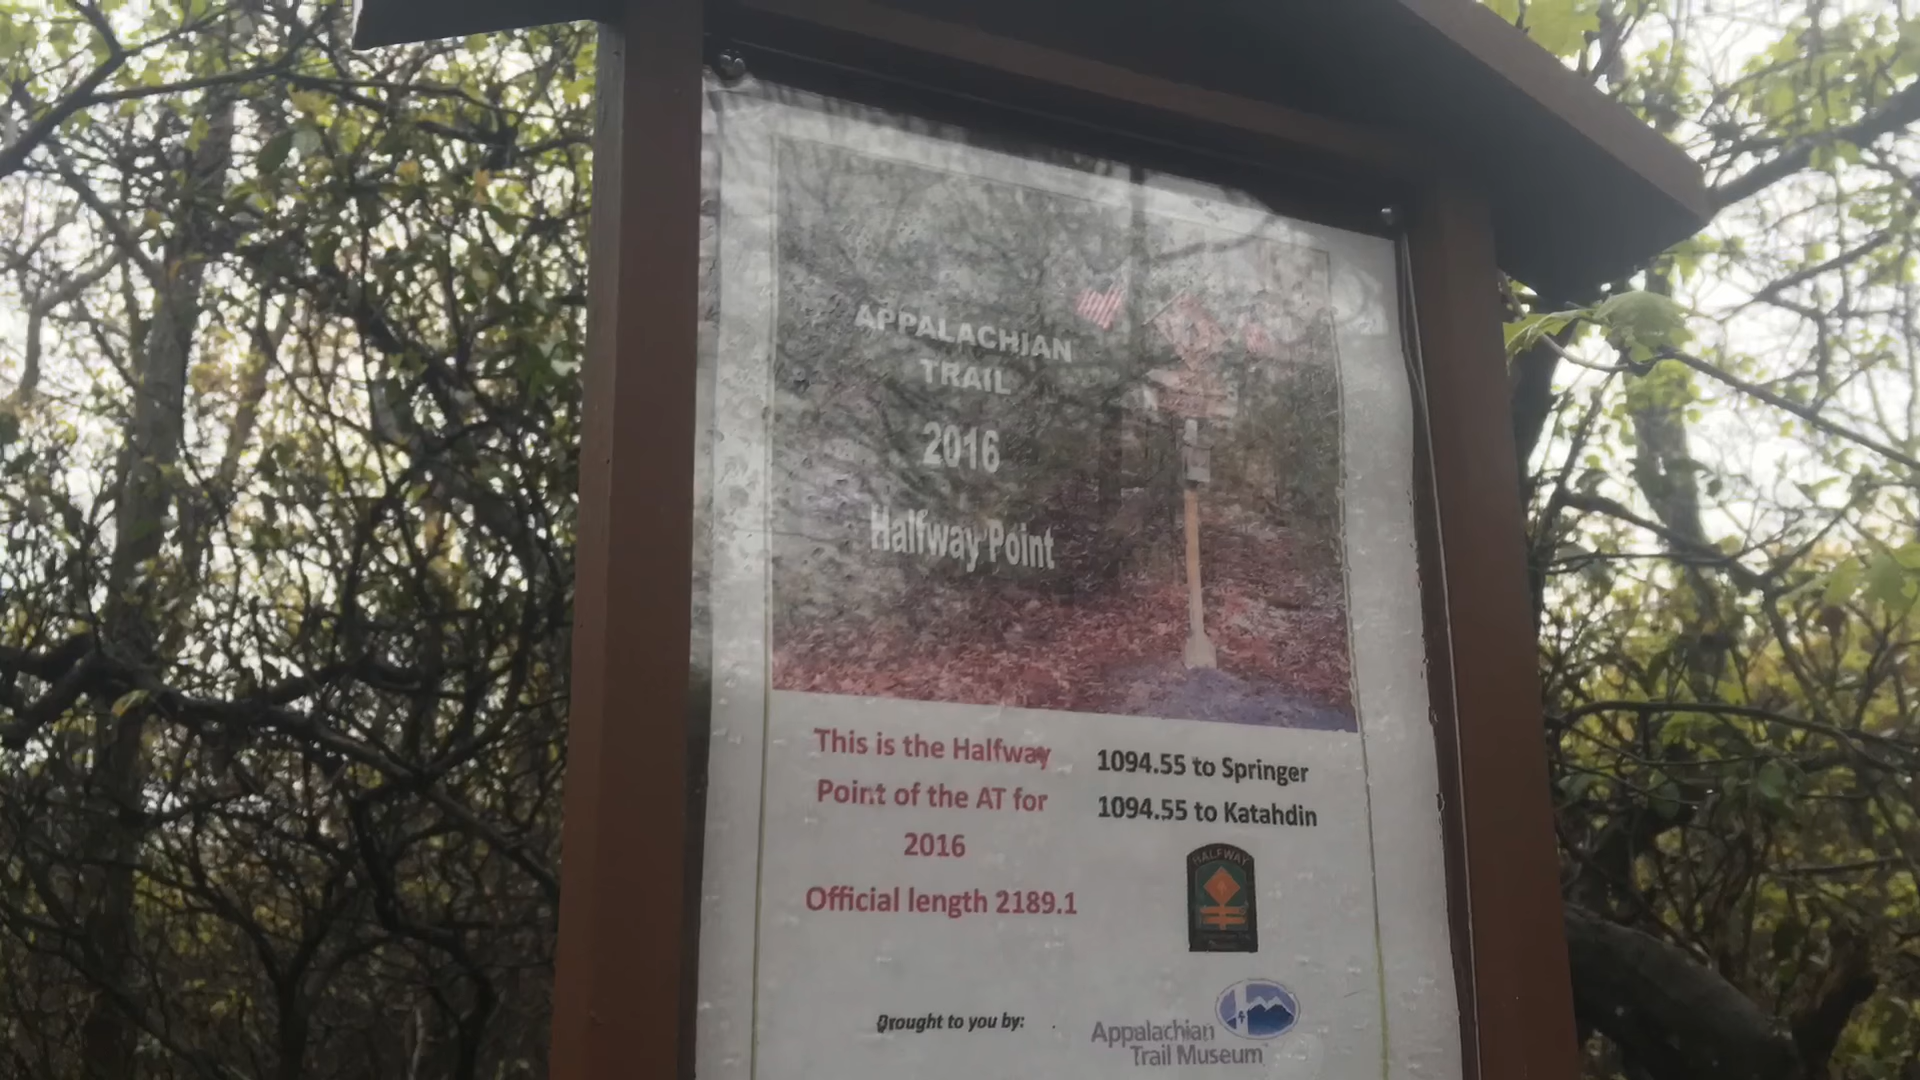 APPALACHIAN
TRAIL
2016
Halfway Point
This is the Halfway
Point of the AT for
2016
Official length 2189.1
1094.55 to Springer
1094.55 to Katahdin
HALFWAY
Brought to you by:
Appalachian
Trail Museum